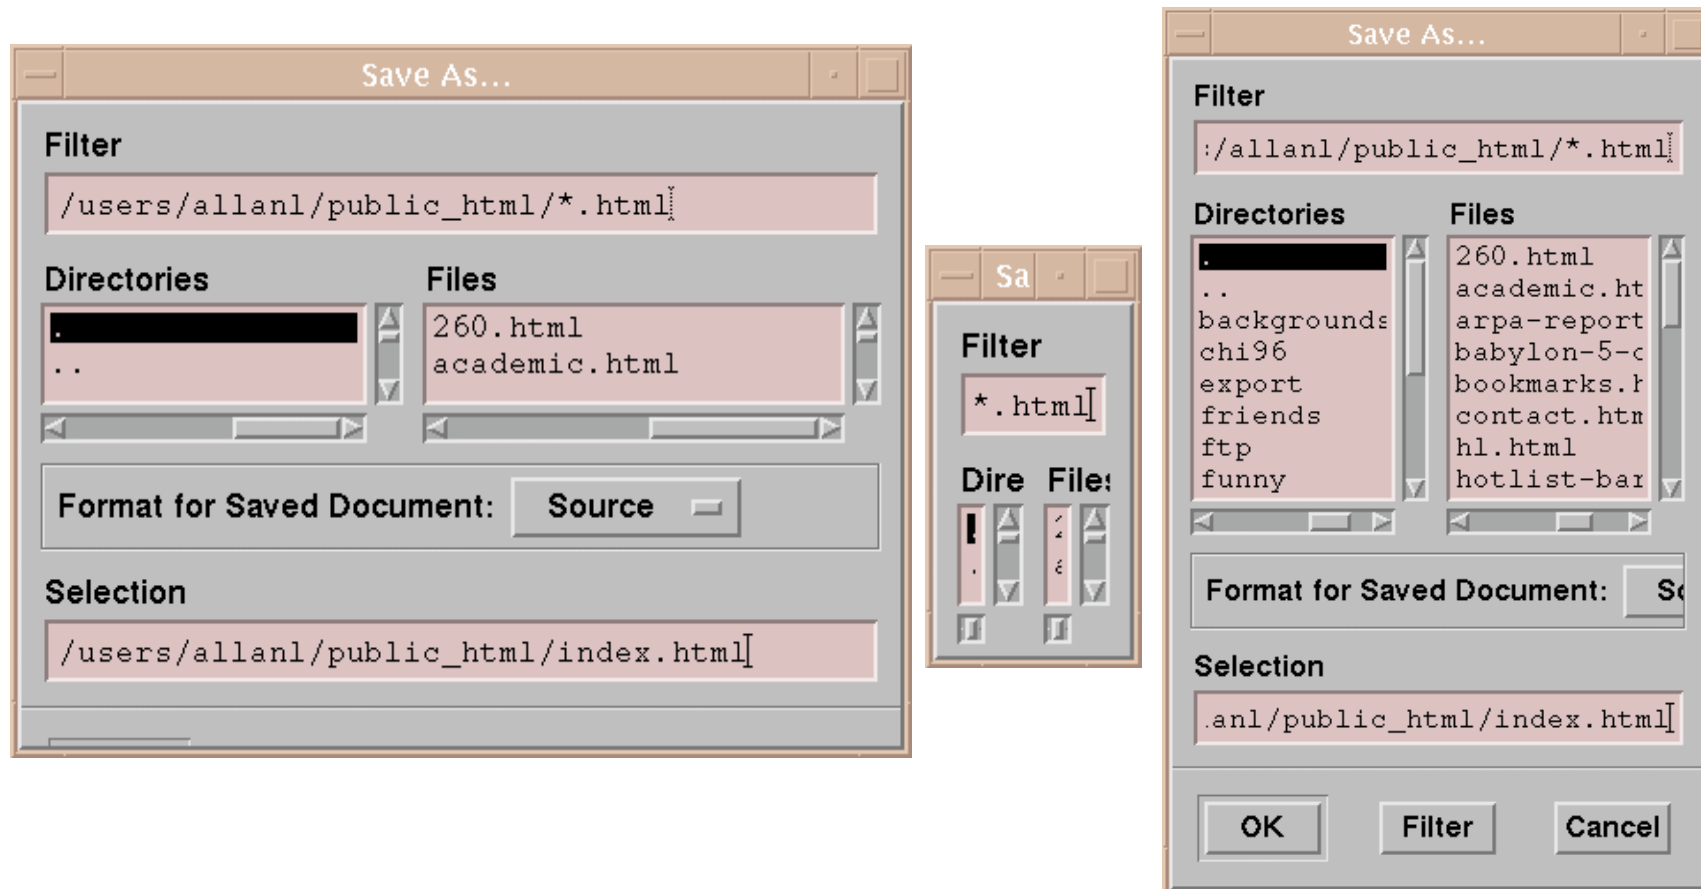 Save As...
Filter
/users/allanl/public_html/*.html
Directories Files
. 260.html
.. academic.html
Format for Saved Document: Source
Selection
/users/allanl/public_html/index.html
Sa
Filter
*.html
Dire Files
.
.
Save As...
Filter
:/allanl/public_html/*.html
Directories Files
. 260.html
.. academic.ht
backgrounds arpa-report
chi96 babylon-5-c
export bookmarks.h
friends contact.htm
ftp hl.html
funny hotlist-bar
Format for Saved Document: So
Selection
.anl/public_html/index.html
OK Filter Cancel